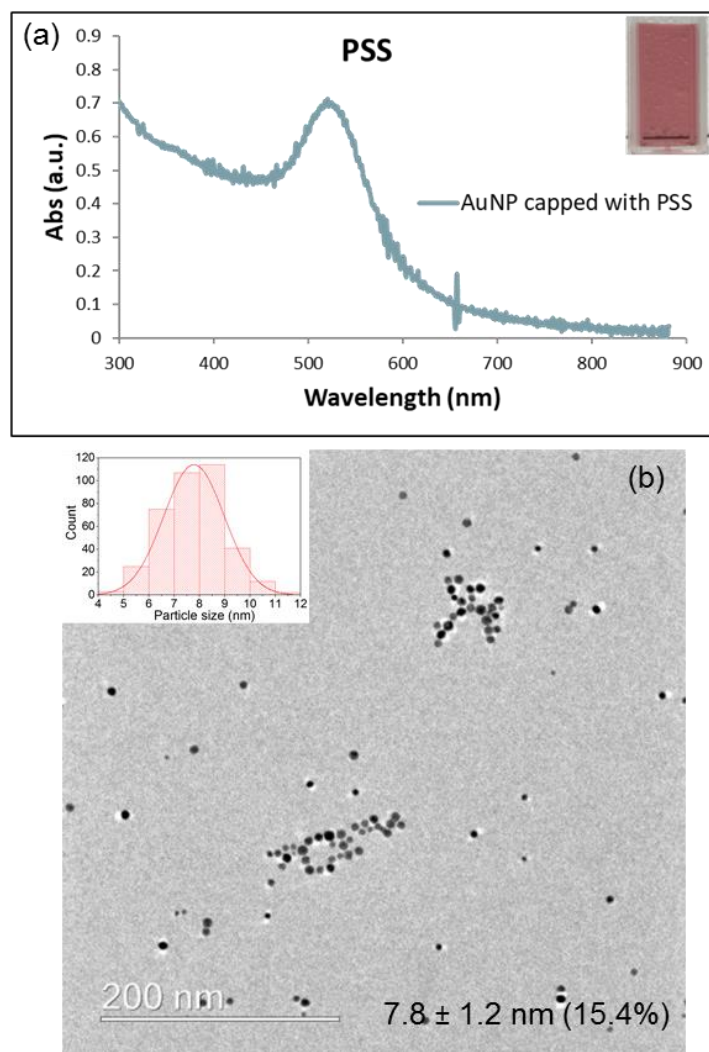 (a)
PSS
0.9
0.8
0.7
0.6
0.5
0.4
0.3
0.2
0.1
0
Abs (a.u.)
AuNP capped with PSS
300 400 500 600 700 800 900
Wavelength (nm)
(b)
120
100
80
60
40
20
0
Count
4 5 6 7 8 9 10 11 12
Particle size (nm)
200 nm
7.8 ± 1.2 nm (15.4%)